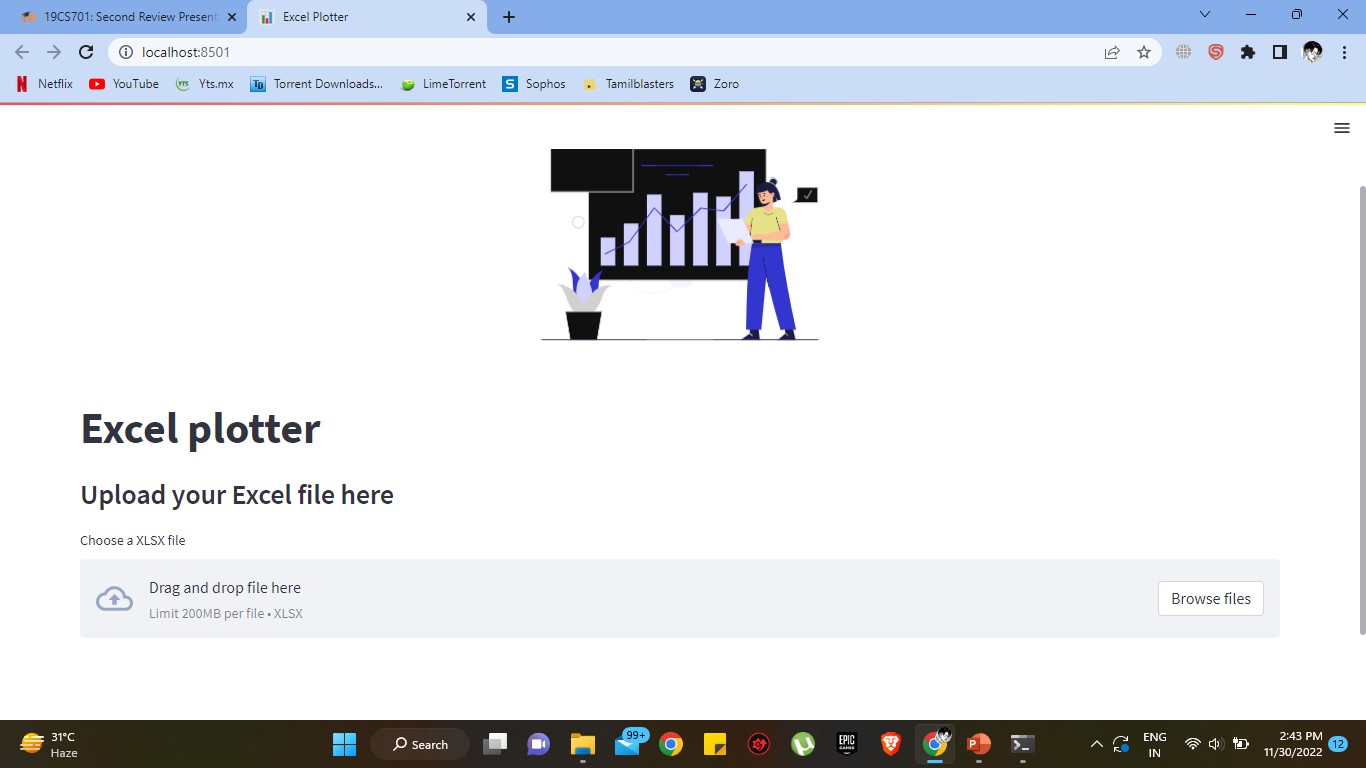 19CS701: Second Review Present
Excel Plotter
localhost:8501
Netflix
YouTube
Yts.mx
Torrent Downloads...
LimeTorrent
Sophos
Tamilblasters
Zoro
Excel plotter
Upload your Excel file here
Choose a XLSX file
Drag and drop file here
Limit 200MB per file • XLSX
Browse files
31°C
Haze
Search
99+
EPIC
GAMES
ENG
IN
2:43 PM
11/30/2022
12